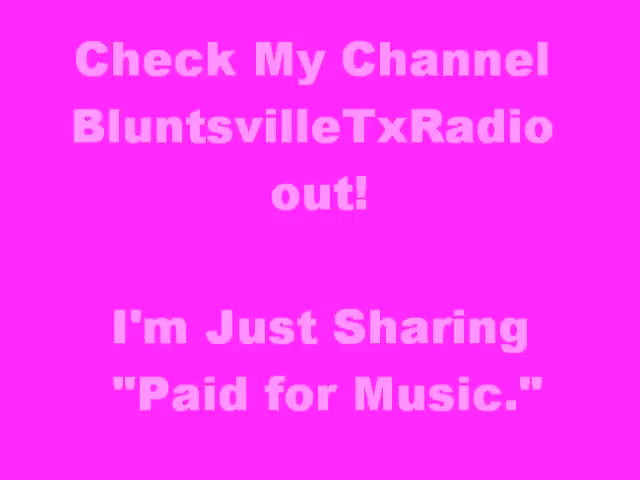 Check My Channel
BluntsvilleTxRadio
out!
I'm Just Sharing
"Paid for Music."